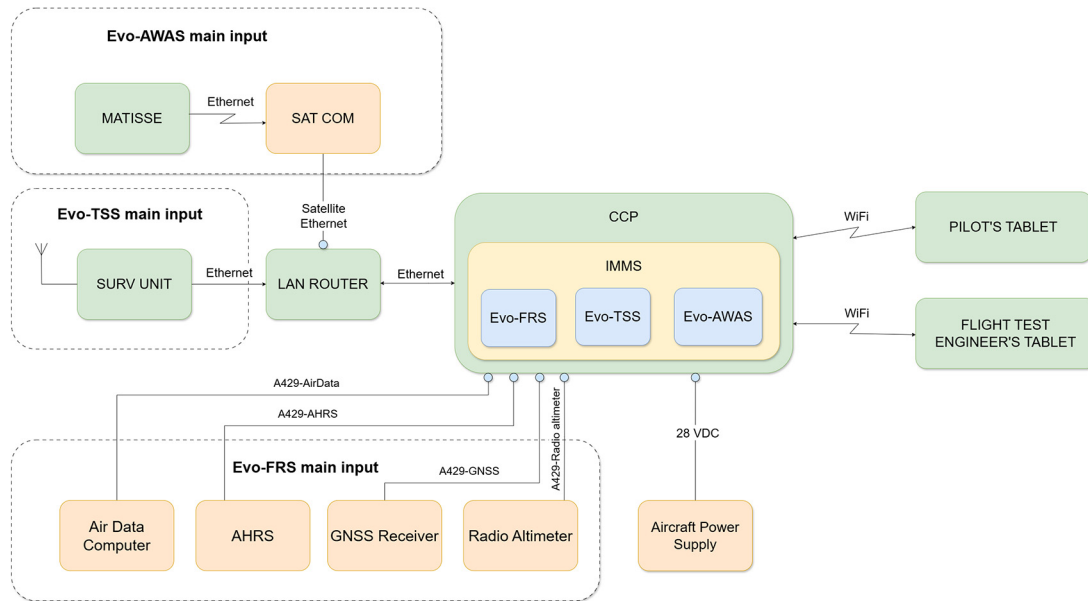 Evo-AWAS main input
MATISSE
Ethernet
SAT COM
Satellite
Ethernet
Evo-TSS main input
SURV UNIT
Ethernet
LAN ROUTER
Ethernet
CCP
IMMS
Evo-FRS
Evo-TSS
Evo-AWAS
WiFi
PILOT'S TABLET
WiFi
FLIGHT TEST
ENGINEER'S TABLET
A429-AirData
A429-AHRS
A429-GNSS
A429-Radio altimeter
28 VDC
Evo-FRS main input
Air Data
Computer
AHRS
GNSS Receiver
Radio Altimeter
Aircraft Power
Supply